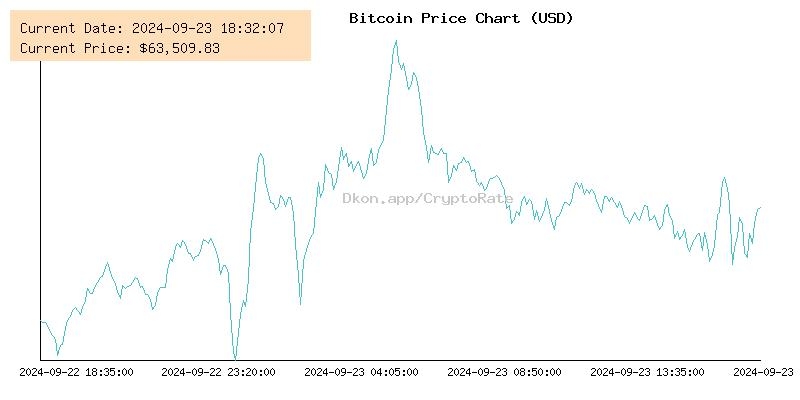 Bitcoin Price Chart (USD)
Current Date: 2024-09-23 18:32:07
Current Price: $63,509.83
Dkon.app/CryptoRate
2024-09-22 18:35:00
2024-09-22 23:20:00
2024-09-23 04:05:00
2024-09-23 08:50:00
2024-09-23 13:35:00
2024-09-23